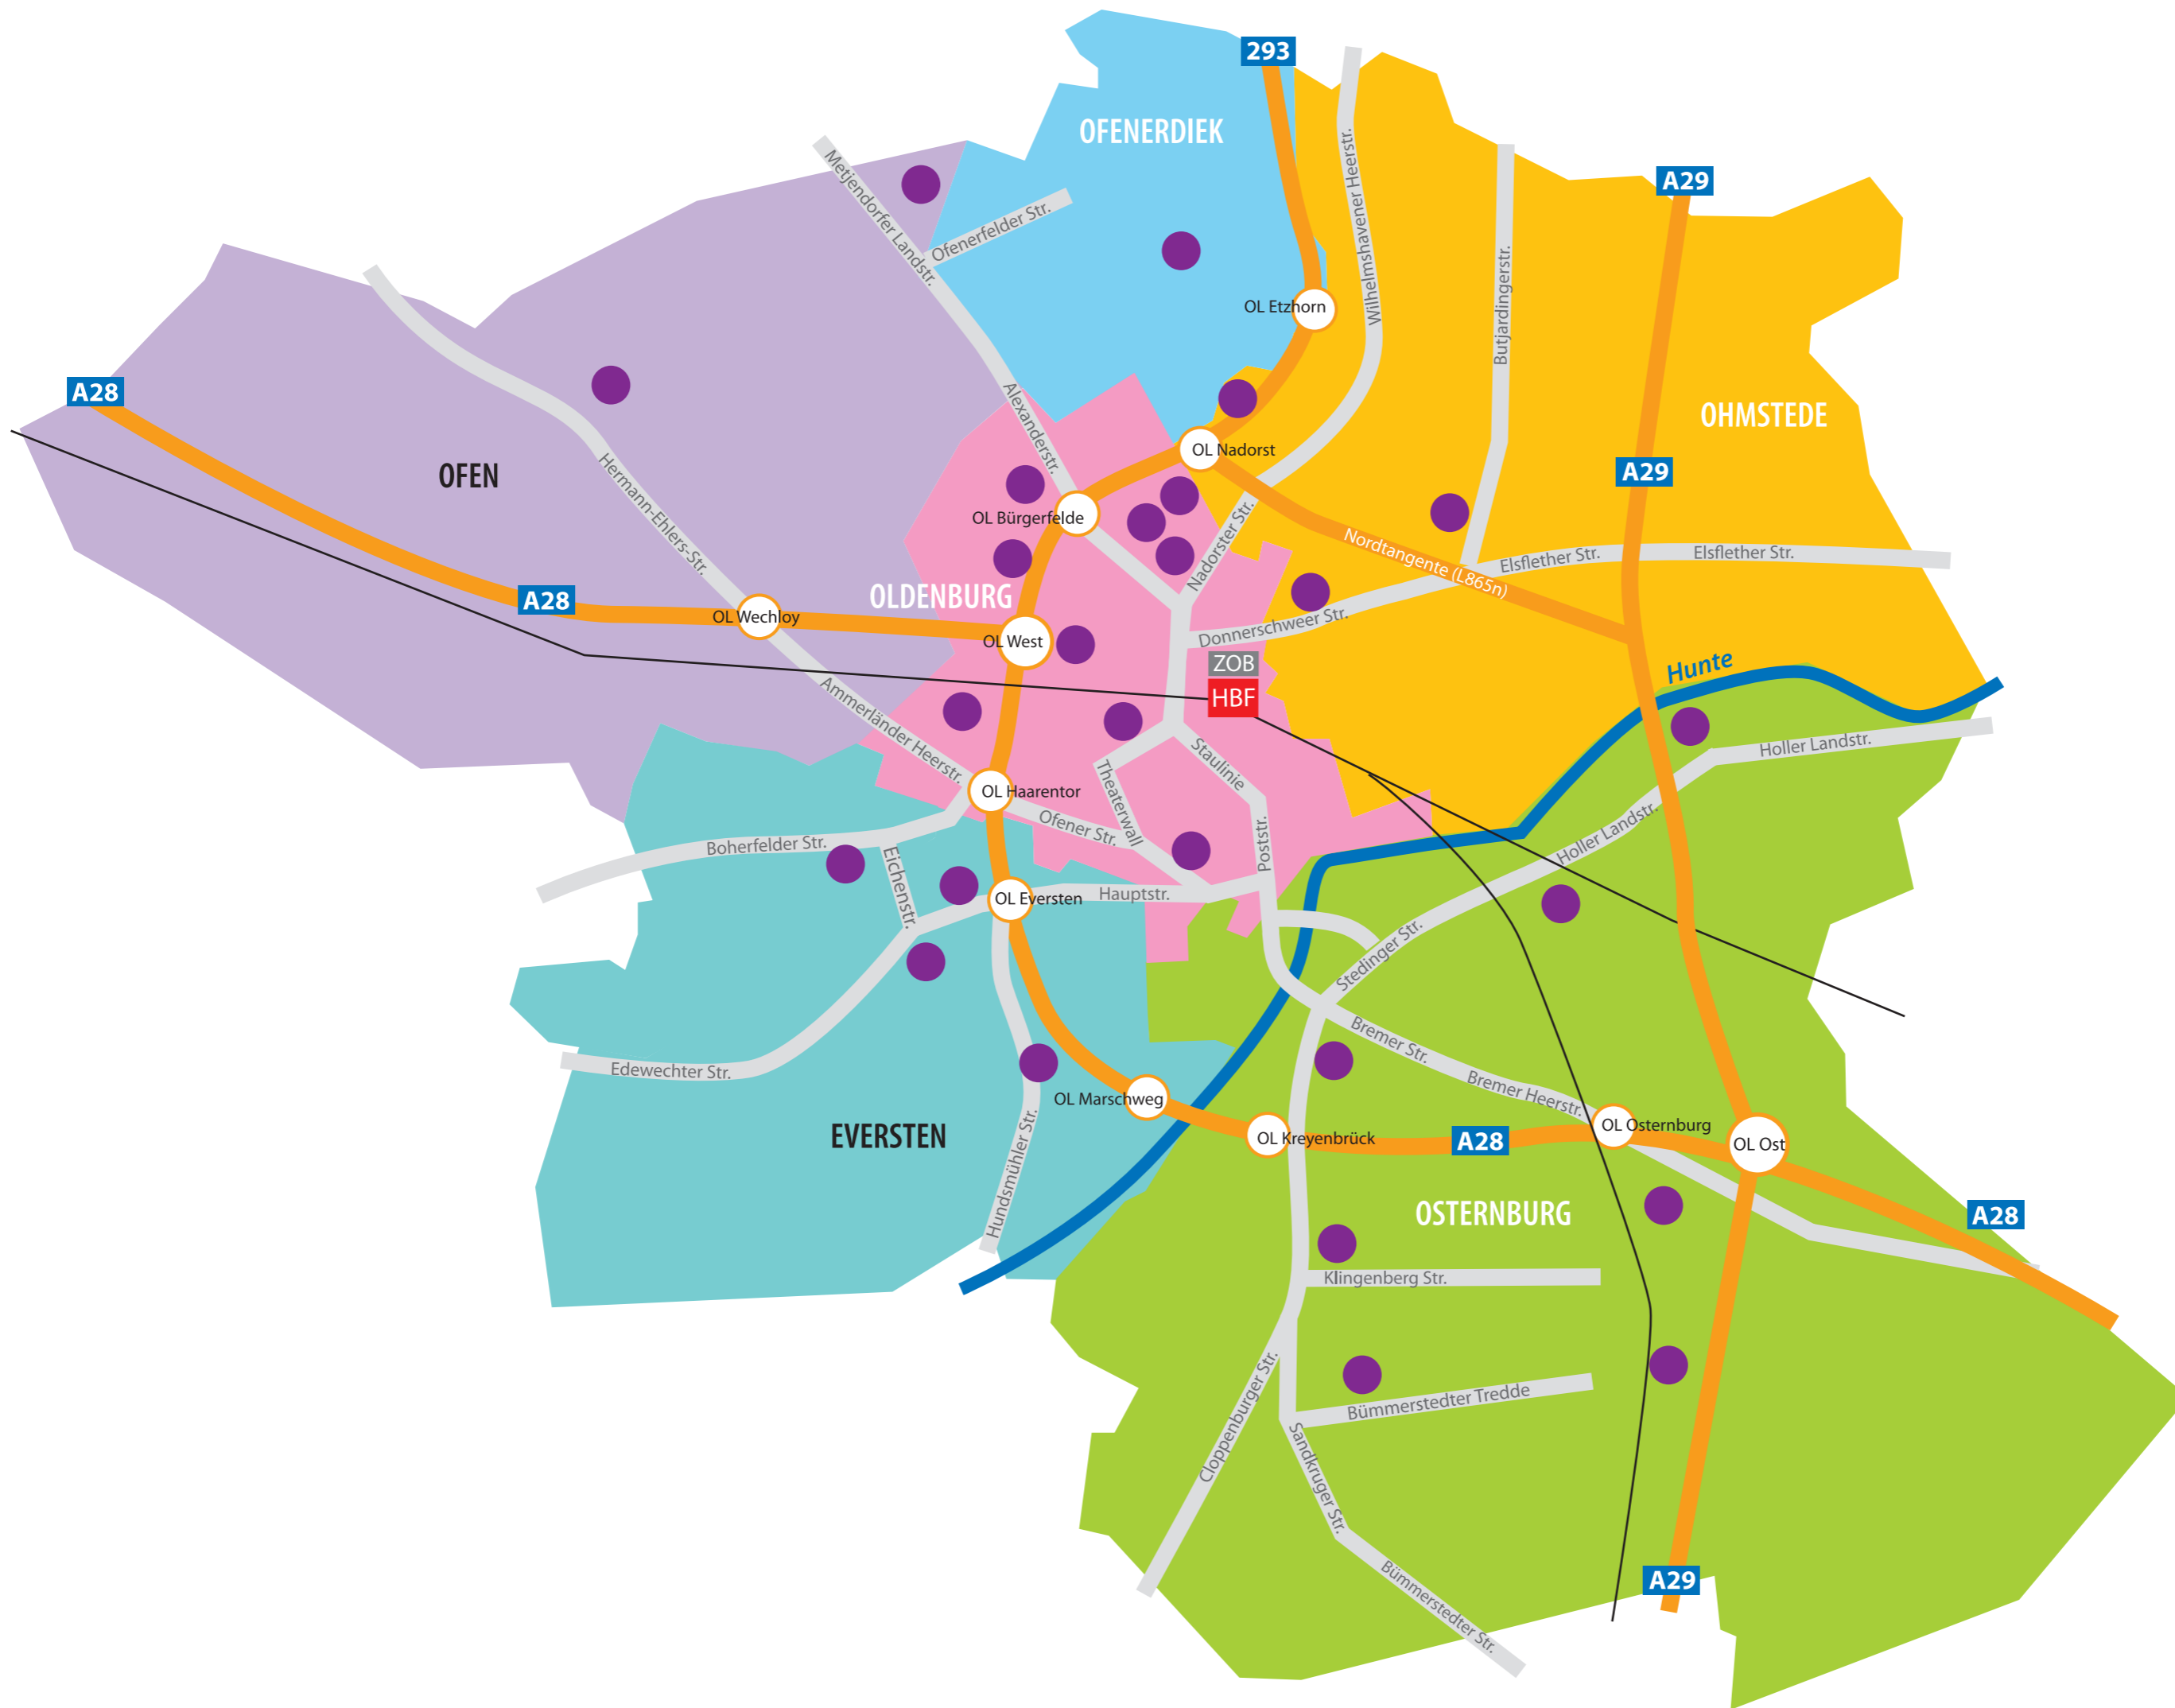 293
OFENERDIEK
Metjendorfer Landstr.
Ofenerfelder Str.
Wilhelmshavener Heerstr.
Butjardingerstr.
A29
OL Etzhorn
A28
OHMSTEDE
Alexanderstr.
OL Nadorst
OFEN
A29
Hermann-Ehlers-Str.
OL Bürgerfelde
Nadorster Str.
Nordtangente (L865n)
Elsflether Str.
Elsflether Str.
A28
OLDENBURG
OL Wechloy
OL West
Donnerschweer Str.
ZOB
HBF
Hunte
Ammerländer Heerstr.
Staulinie
Holler Landstr.
Theaterwall
OL Haarentor
Ofener Str.
Poststr.
Holler Landstr.
Boherfelder Str.
Eichenstr.
OL Eversten
Hauptstr.
Stedinger Str.
Bremer Str.
Edewechter Str.
OL Marschweg
Bremer Heerstr.
EVERSTEN
OL Kreyenbrück
A28
OL Osternburg
OL Ost
Hundsmühler Str.
OSTERNBURG
A28
Klingenberg Str.
Cloppenburger Str.
Bümmerstedter Tredde
Sandkruger Str.
A29
Bümmerstedter Str.